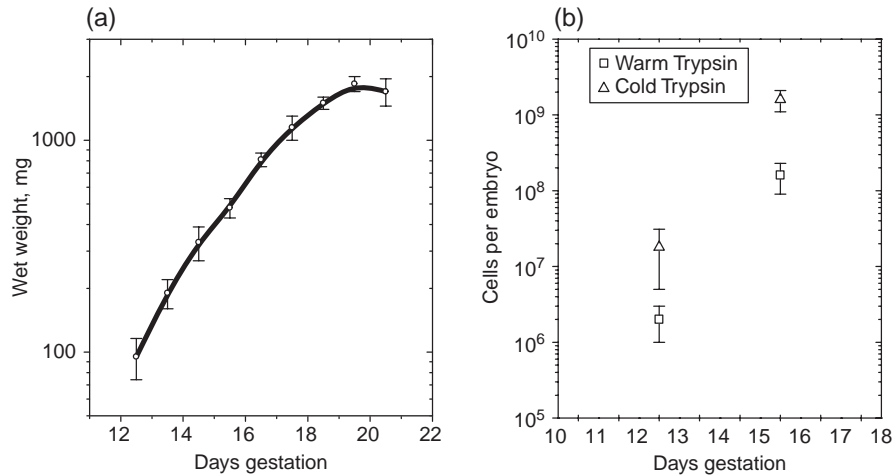 (a)
Wet weight, mg
1000
100
12 14 16 18 20 22
Days gestation
(b)
Cells per embryo
10^10
10^9
10^8
10^7
10^6
10^5
Warm Trypsin
Cold Trypsin
10 11 12 13 14 15 16 17 18
Days gestation